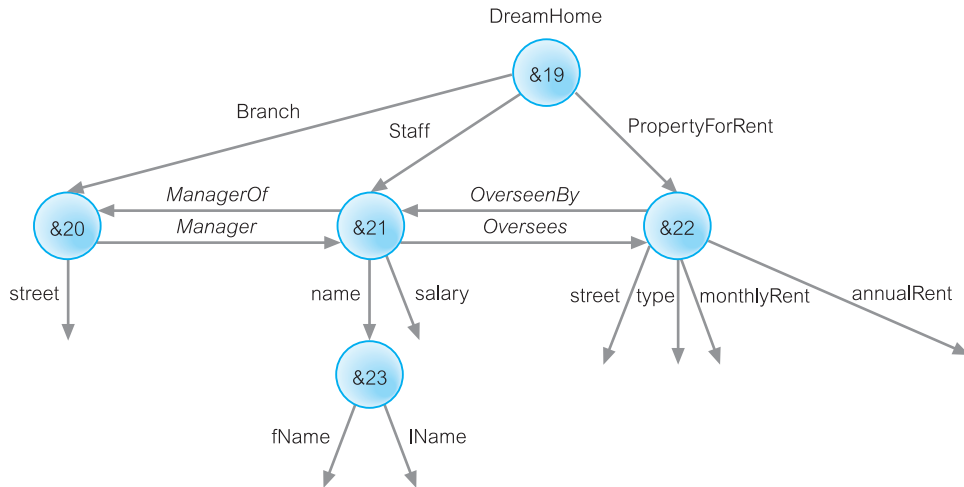 DreamHome
&19
Branch
Staff
PropertyForRent
ManagerOf
OverseenBy
&20
Manager
&21
Oversees
&22
street
name
salary
street
type
monthlyRent
annualRent
&23
fName
lName